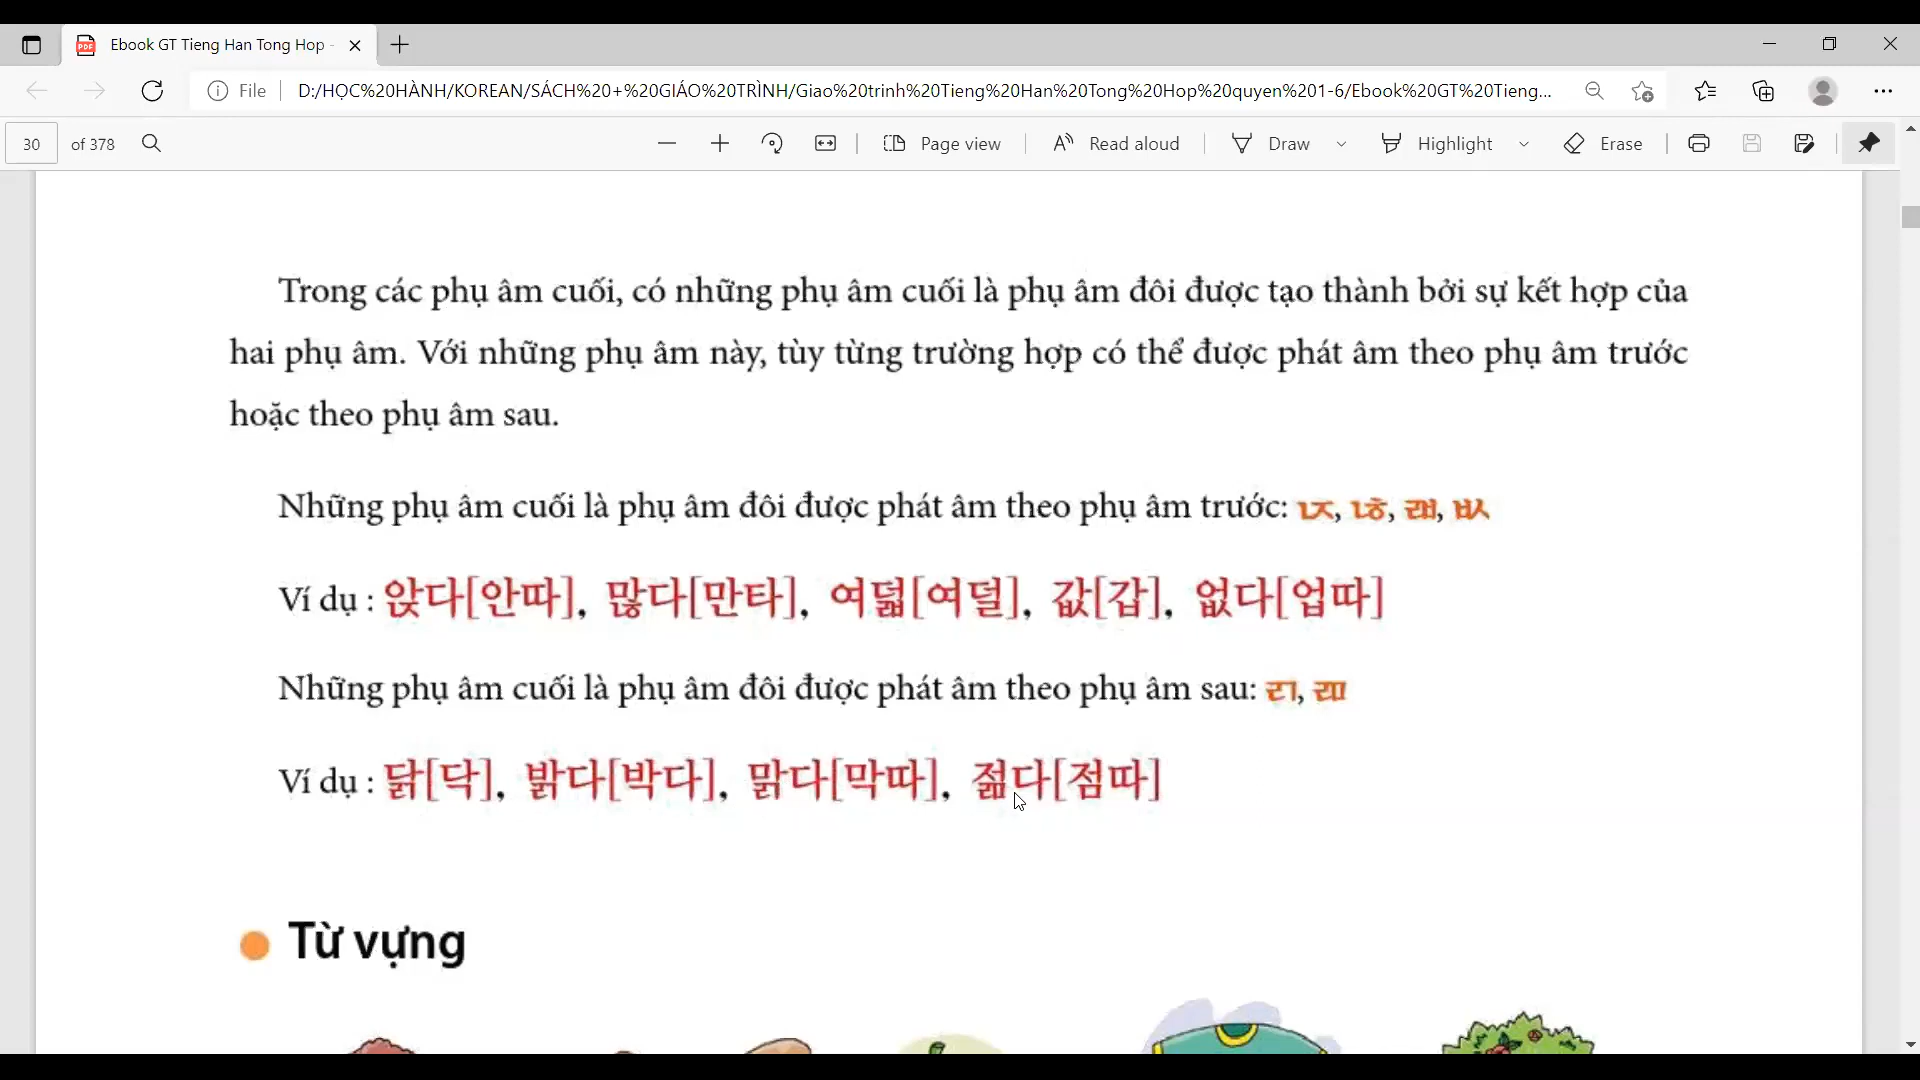 Ebook GT Tieng Han Tong Hop -
File D:/HỌC%20HÀNH/KOREAN/SÁCH%20+%20GIÁO%20TRÌNH/Giao%20trinh%20Tieng%20Han%20Tong%20Hop%20quyen%201-6/Ebook%20GT%20Tieng...
30 of 378 Page view Read aloud Draw Highlight Erase
Trong các phụ âm cuối, có những phụ âm cuối là phụ âm đôi được tạo thành bởi sự kết hợp của
hai phụ âm. Với những phụ âm này, tùy từng trường hợp có thể được phát âm theo phụ âm trước
hoặc theo phụ âm sau.
Những phụ âm cuối là phụ âm đôi được phát âm theo phụ âm trước: ㄵ, ㄶ, ㄼ, ㅄ
Ví dụ : 앉다[안따], 많다[만타], 여덟[여덜], 값[갑], 없다[업따]
Những phụ âm cuối là phụ âm đôi được phát âm theo phụ âm sau: ㄺ, ㄻ
Ví dụ : 닭[닥], 밝다[박다], 맑다[막따], 젊다[점따]
Từ vựng